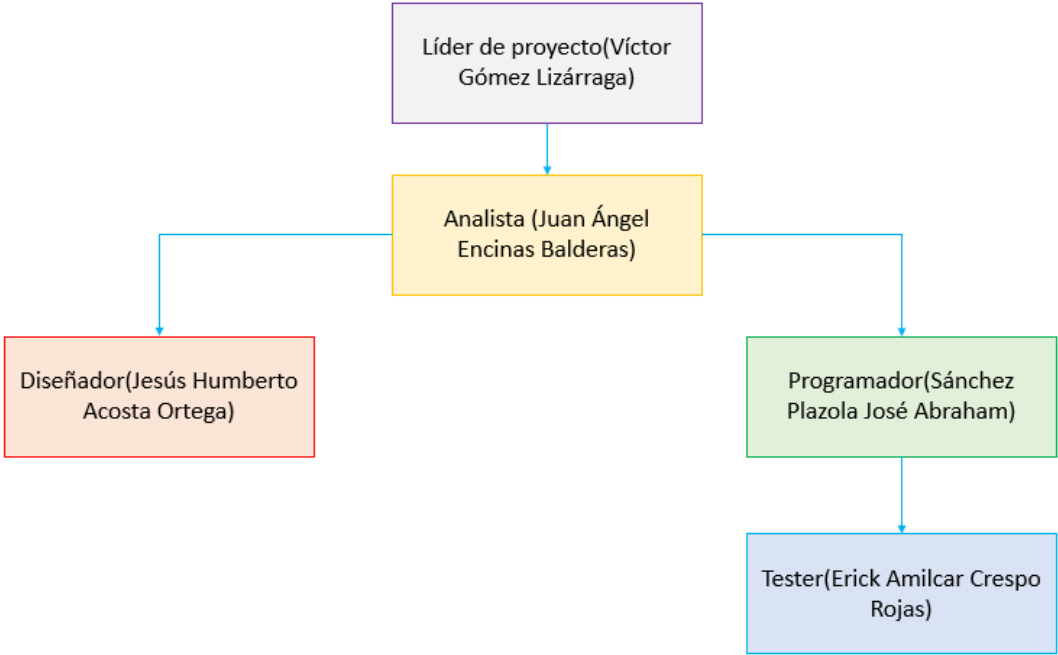 Líder de proyecto(Víctor
Gómez Lizárraga)
Analista (Juan Ángel
Encinas Balderas)
Diseñador(Jesús Humberto
Acosta Ortega)
Programador(Sánchez
Plazola José Abraham)
Tester(Erick Amilcar Crespo
Rojas)